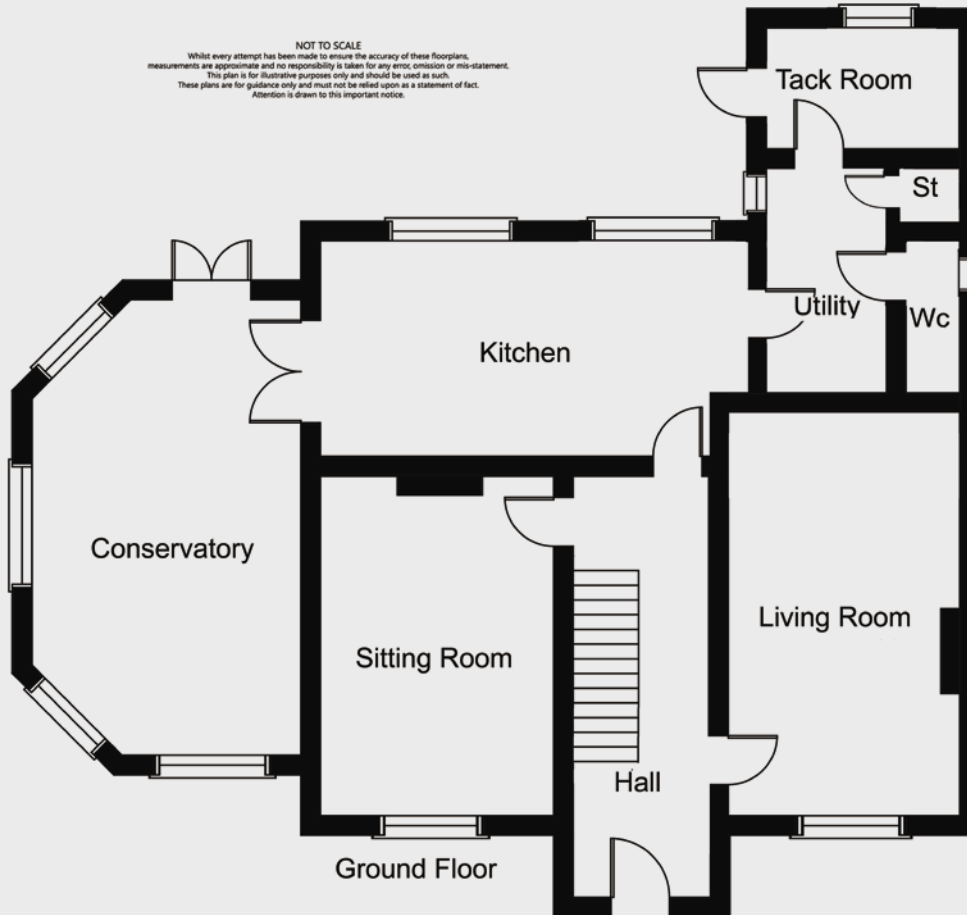 NOT TO SCALE
Whilst every attempt has been made to ensure the accuracy of these floorplans,
measurements are approximate and no responsibility is taken for any error, omission or mis-statement.
This plan is for illustrative purposes only and should be used as such.
These plans are for guidance only and must not be relied upon as a statement of fact.
Attention is drawn to this important notice.
Tack Room
St
Utility
Wc
Kitchen
Conservatory
Living Room
Sitting Room
Hall
Ground Floor